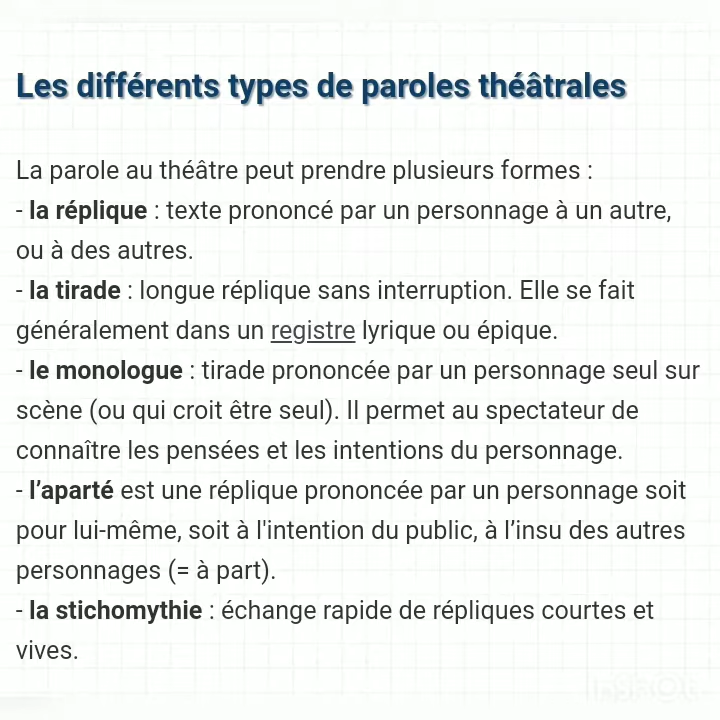 Les différents types de paroles théâtrales
La parole au théâtre peut prendre plusieurs formes :
- la réplique : texte prononcé par un personnage à un autre,
ou à des autres.
- la tirade : longue réplique sans interruption. Elle se fait
généralement dans un registre lyrique ou épique.
- le monologue : tirade prononcée par un personnage seul sur
scène (ou qui croit être seul). Il permet au spectateur de
connaître les pensées et les intentions du personnage.
- l’aparté est une réplique prononcée par un personnage soit
pour lui-même, soit à l'intention du public, à l’insu des autres
personnages (= à part).
- la stichomythie : échange rapide de répliques courtes et
vives.